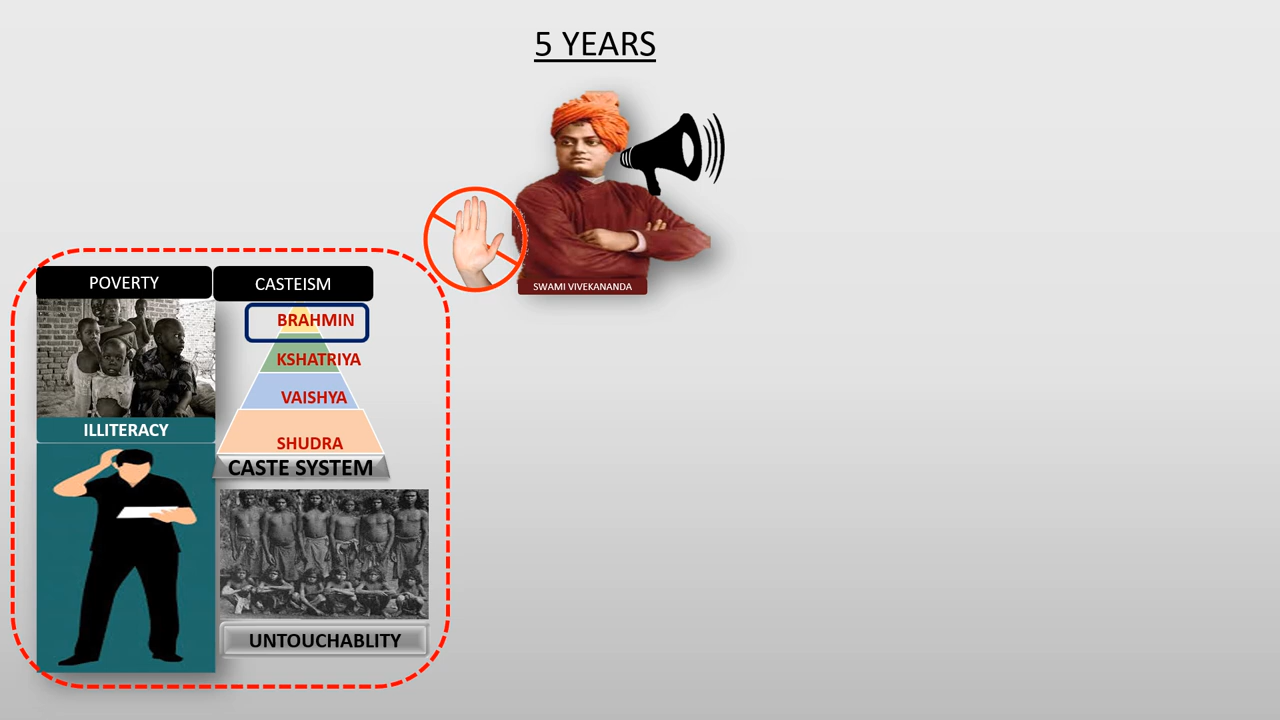 5 YEARS
SWAMI VIVEKANANDA
POVERTY
CASTEISM
BRAHMIN
KSHATRIYA
VAISHYA
SHUDRA
CASTE SYSTEM
ILLITERACY
UNTOUCHABLITY